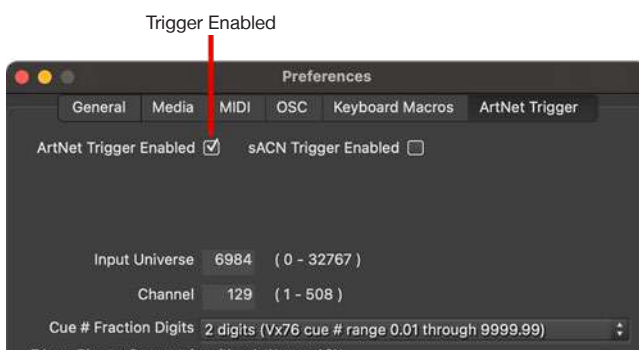 Trigger Enabled
Preferences
General Media MIDI OSC Keyboard Macros ArtNet Trigger
ArtNet Trigger Enabled sACN Trigger Enabled
Input Universe 6984 ( 0 - 32767 )
Channel 129 ( 1 - 508 )
Cue # Fraction Digits 2 digits (Vx76 cue # range 0.01 through 9999.99)